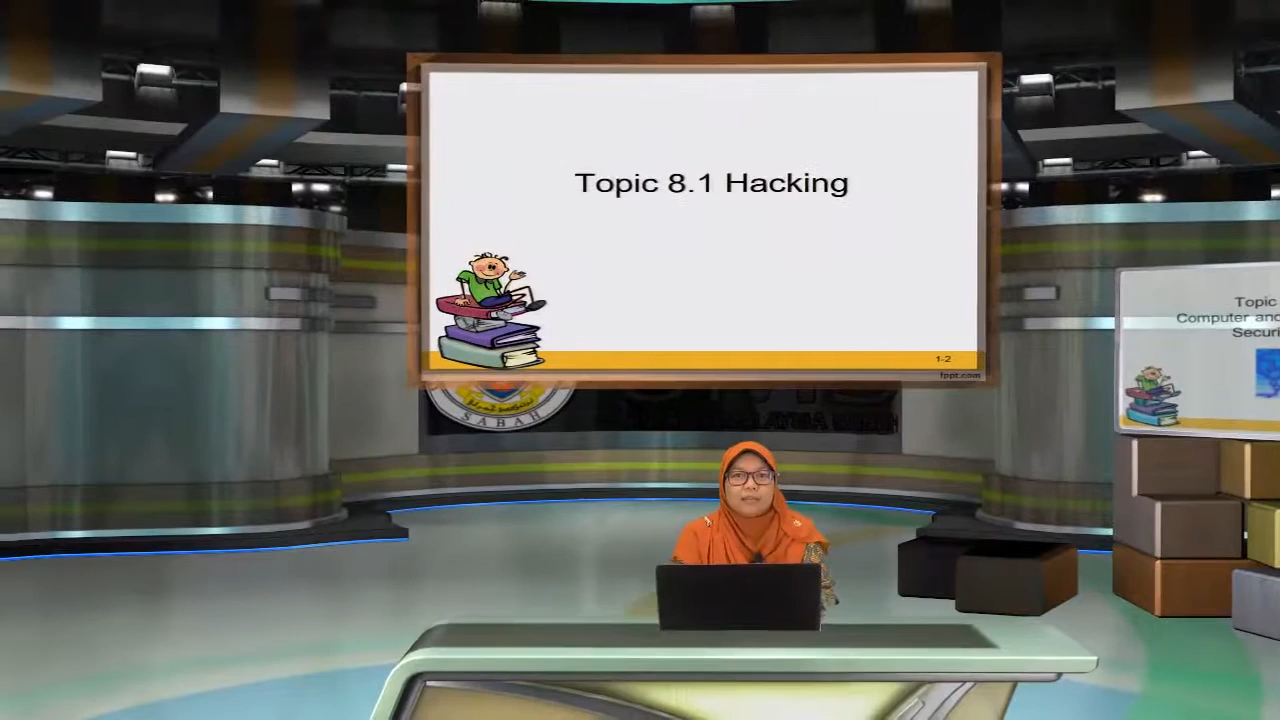 Topic 8.1 Hacking
1-2
fppt.com
SABAH
Topic
Computer and
Securi